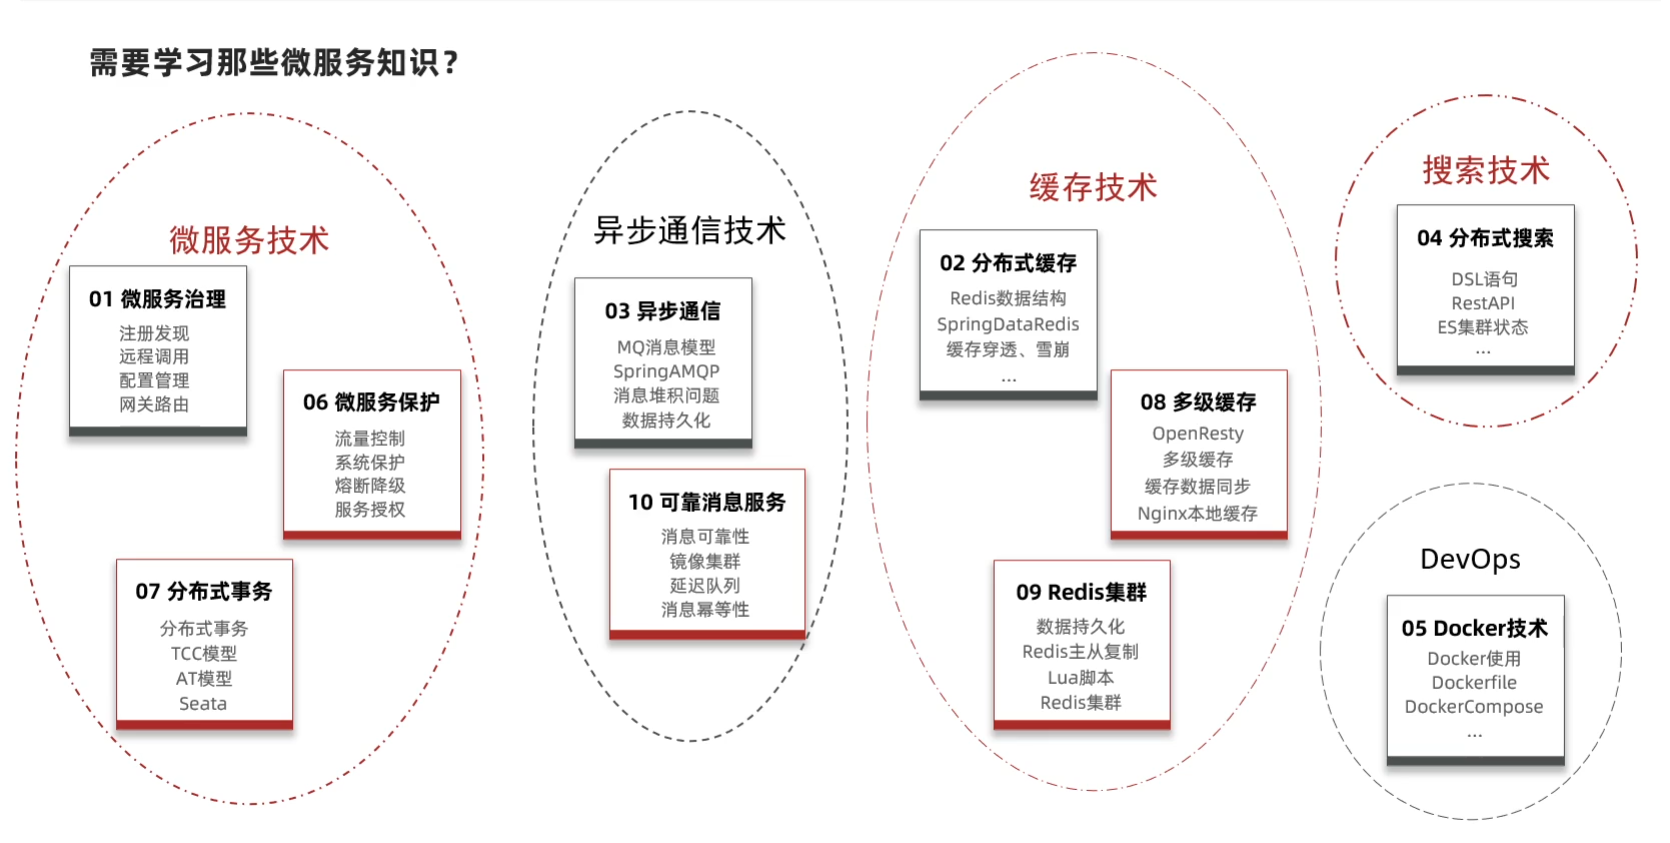 需要学习那些微服务知识？
微服务技术
01 微服务治理
注册发现
远程调用
配置管理
网关路由
06 微服务保护
流量控制
系统保护
熔断降级
服务授权
07 分布式事务
分布式事务
TCC模型
AT模型
Seata
异步通信技术
03 异步通信
MQ消息模型
SpringAMQP
消息堆积问题
数据持久化
10 可靠消息服务
消息可靠性
镜像集群
延迟队列
消息幂等性
缓存技术
02 分布式缓存
Redis数据结构
SpringDataRedis
缓存穿透、雪崩
...
08 多级缓存
OpenResty
多级缓存
缓存数据同步
Nginx本地缓存
09 Redis集群
数据持久化
Redis主从复制
Lua脚本
Redis集群
搜索技术
04 分布式搜索
DSL语句
RestAPI
ES集群状态
...
DevOps
05 Docker技术
Docker使用
Dockerfile
DockerCompose
...